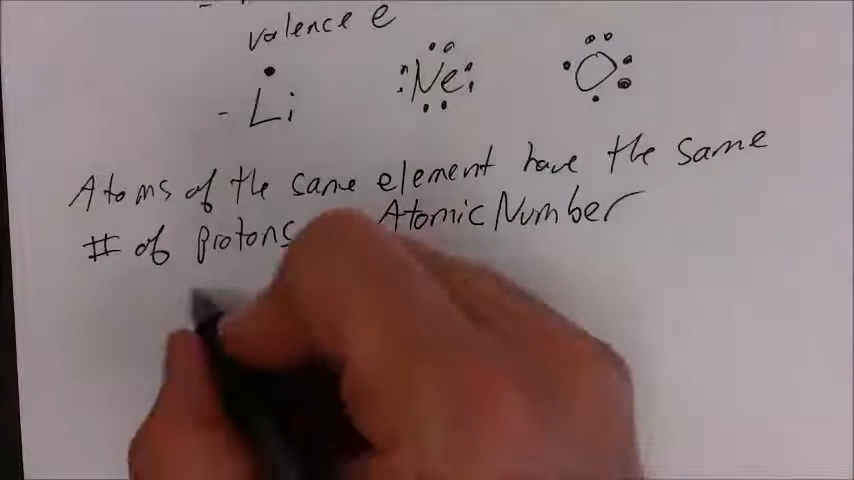 valence e
- Li
Ne
O
Atoms of the same element have the same
# of protons Atomic Number